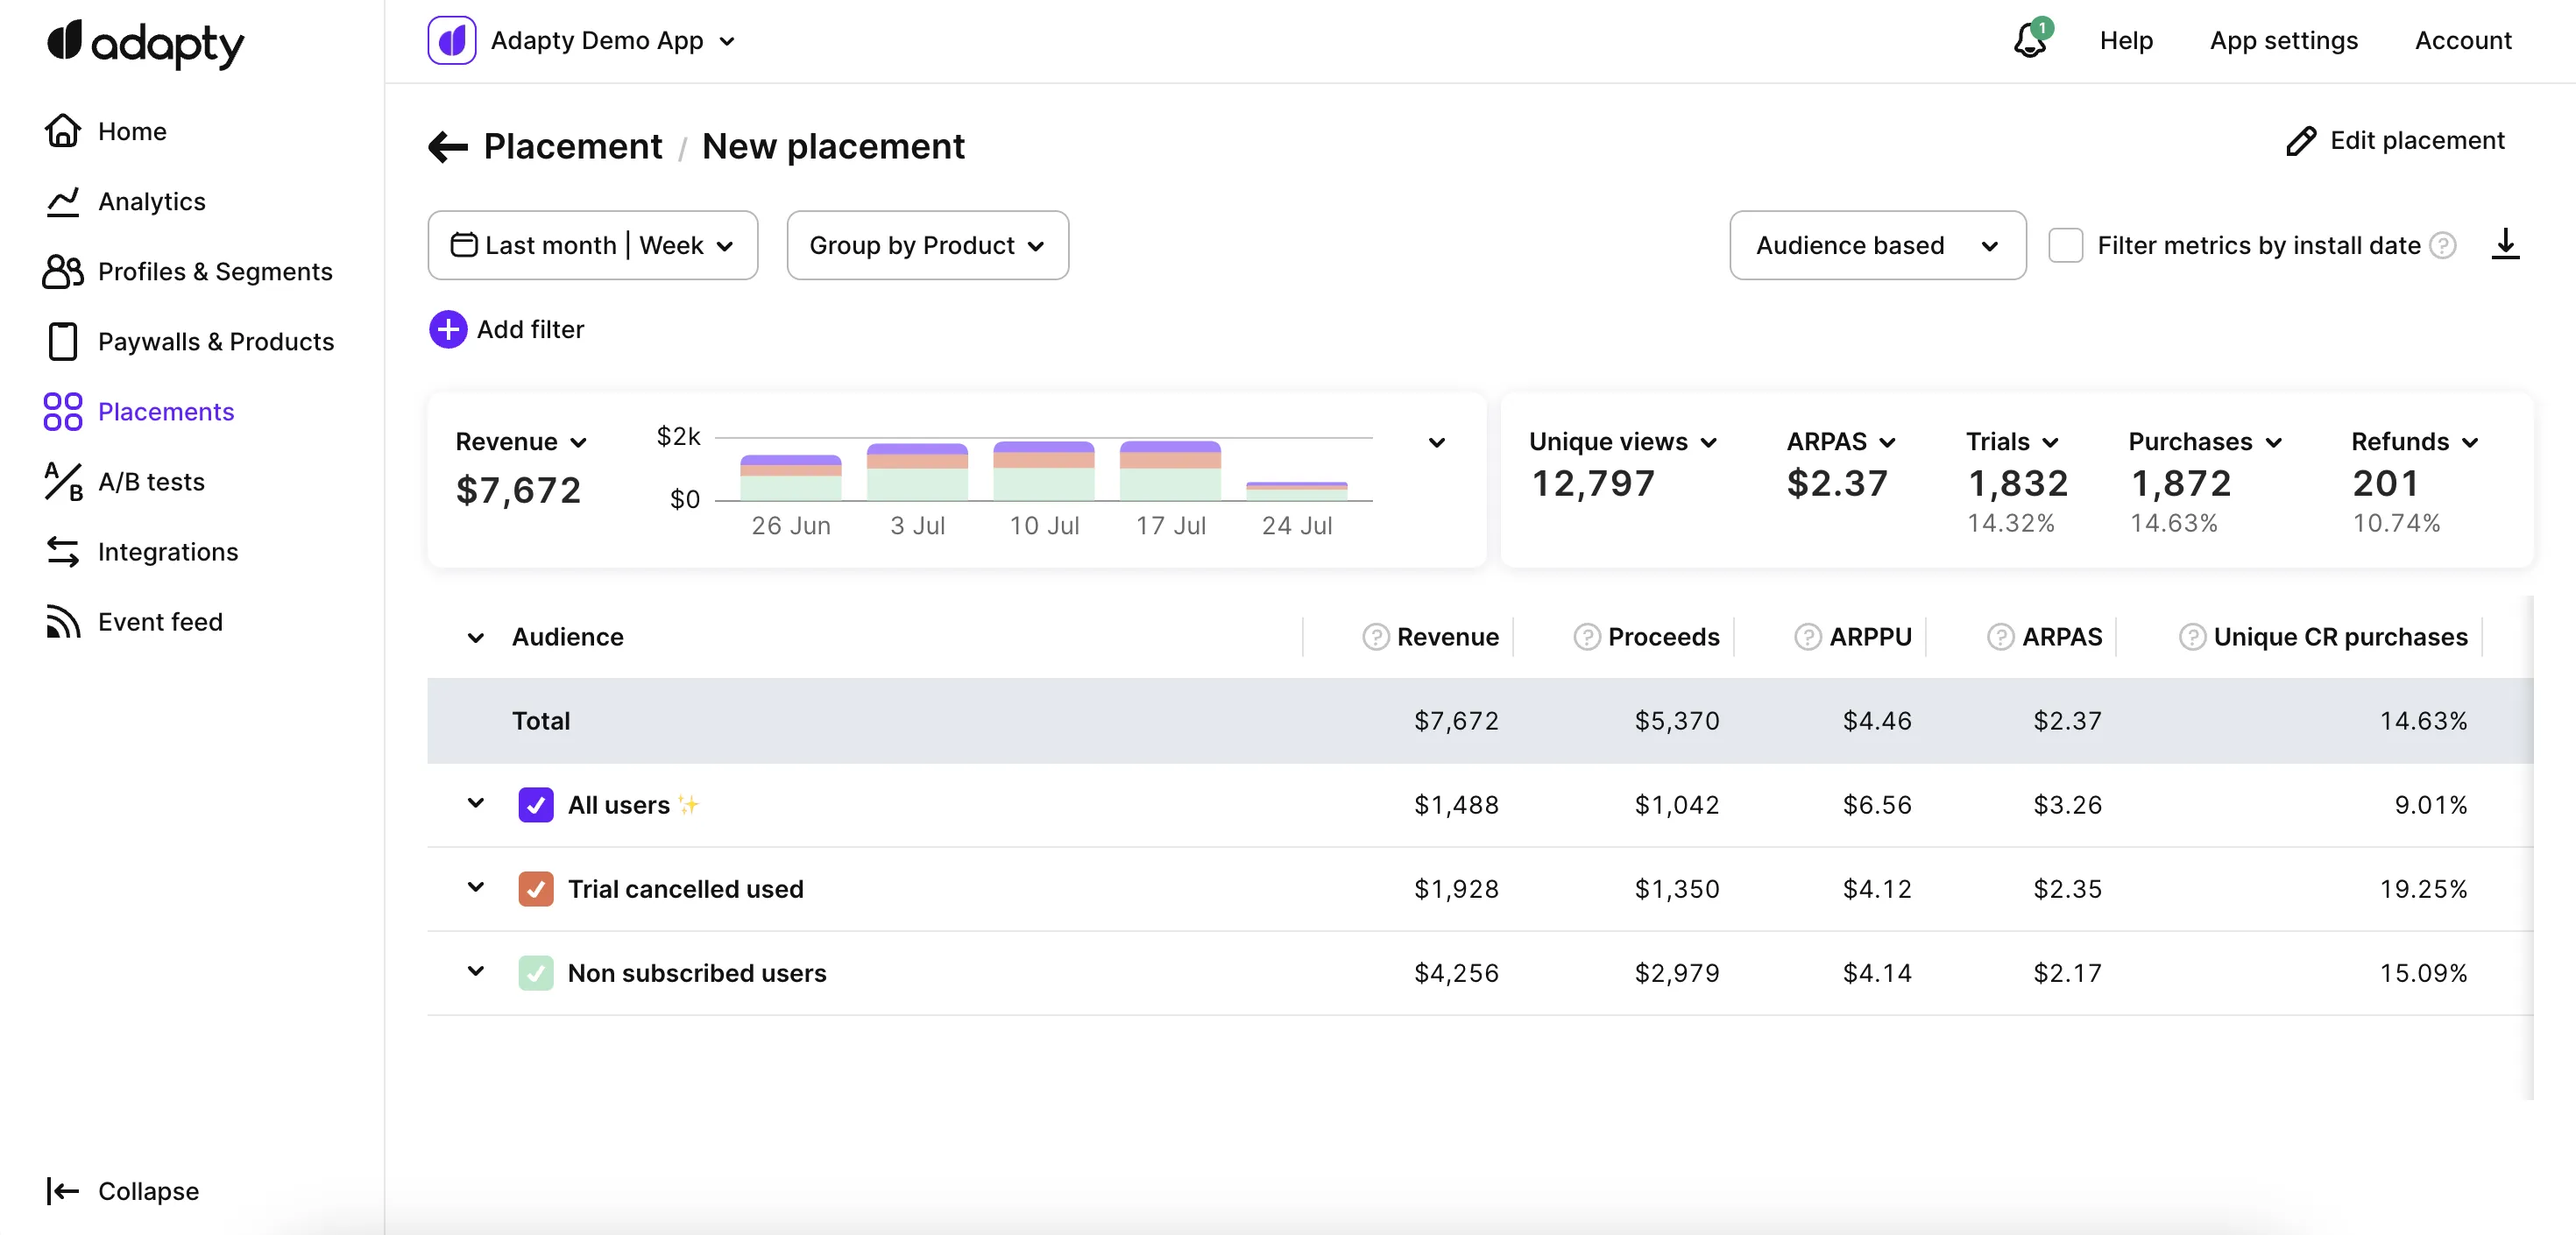 adapty
Adapty Demo App
1
Help
App settings
Account
Home
Analytics
Profiles & Segments
Paywalls & Products
Placements
A/B tests
Integrations
Event feed
Collapse
Placement / New placement
Edit placement
Last month | Week
Group by Product
Audience based
Filter metrics by install date ?
Add filter
Revenue
$7,672
$2k
$0
26 Jun 3 Jul 10 Jul 17 Jul 24 Jul
Unique views
12,797
ARPAS
$2.37
Trials
1,832
14.32%
Purchases
1,872
14.63%
Refunds
201
10.74%
Audience ? Revenue ? Proceeds ? ARPPU ? ARPAS ? Unique CR purchases
Total $7,672 $5,370 $4.46 $2.37 14.63%
All users $1,488 $1,042 $6.56 $3.26 9.01%
Trial cancelled used $1,928 $1,350 $4.12 $2.35 19.25%
Non subscribed users $4,256 $2,979 $4.14 $2.17 15.09%